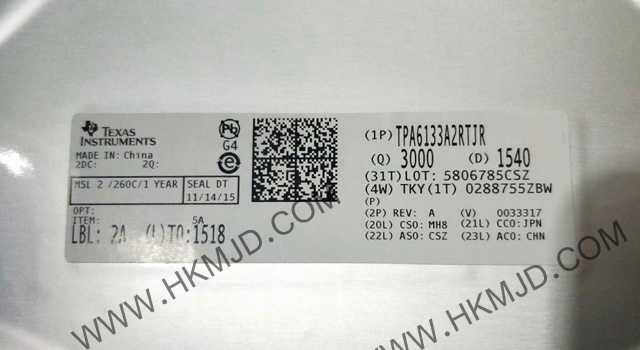 TEXAS
INSTRUMENTS
MADE IN: China
2DC: 2Q:
Pb
G4
e
MSL 2 /260C/1 YEAR
SEAL DT
11/14/15
OPT:
ITEM: 5A
LBL: 2A (L)TO:1518
(1P) TPA6133A2RTJR
(Q) 3000 (D) 1540
(31T) LOT: 5806785CSZ
(4W) TKY(1T) 0288755ZBW
(P)
(2P) REV: A (V) 0033317
(20L) CSO: MH8 (21L) CCO:JPN
(22L) ASO: CSZ (23L) ACO: CHN
WWW.HKMJD.COM
WWW.HKMJD.COM
WWW.HKMJD.COM